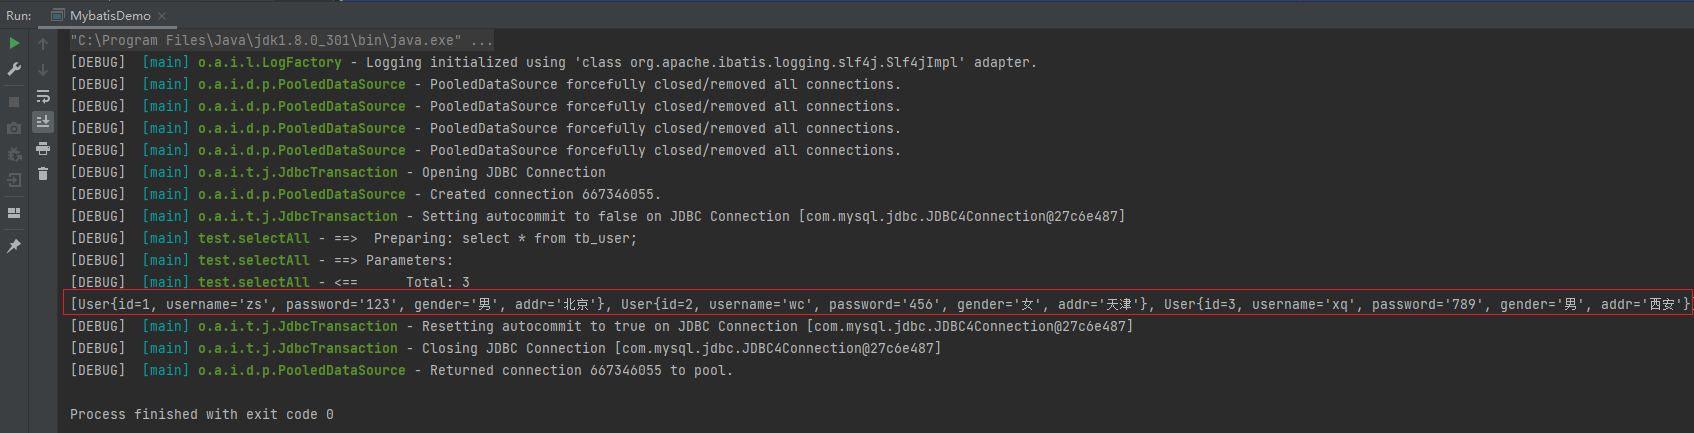 Run: MybatisDemo ×
"C:\Program Files\Java\jdk1.8.0_301\bin\java.exe" ...
[DEBUG] [main] o.a.i.l.LogFactory - Logging initialized using 'class org.apache.ibatis.logging.slf4j.Slf4jImpl' adapter.
[DEBUG] [main] o.a.i.d.p.PooledDataSource - PooledDataSource forcefully closed/removed all connections.
[DEBUG] [main] o.a.i.d.p.PooledDataSource - PooledDataSource forcefully closed/removed all connections.
[DEBUG] [main] o.a.i.d.p.PooledDataSource - PooledDataSource forcefully closed/removed all connections.
[DEBUG] [main] o.a.i.d.p.PooledDataSource - PooledDataSource forcefully closed/removed all connections.
[DEBUG] [main] o.a.i.t.j.JdbcTransaction - Opening JDBC Connection
[DEBUG] [main] o.a.i.d.p.PooledDataSource - Created connection 667346055.
[DEBUG] [main] o.a.i.t.j.JdbcTransaction - Setting autocommit to false on JDBC Connection [com.mysql.jdbc.JDBC4Connection@27c6e487]
[DEBUG] [main] test.selectAll - ==>  Preparing: select * from tb_user;
[DEBUG] [main] test.selectAll - ==> Parameters:
[DEBUG] [main] test.selectAll - <==      Total: 3
[User{id=1, username='zs', password='123', gender='男', addr='北京'}, User{id=2, username='wc', password='456', gender='女', addr='天津'}, User{id=3, username='xq', password='789', gender='男', addr='西安'}
[DEBUG] [main] o.a.i.t.j.JdbcTransaction - Resetting autocommit to true on JDBC Connection [com.mysql.jdbc.JDBC4Connection@27c6e487]
[DEBUG] [main] o.a.i.t.j.JdbcTransaction - Closing JDBC Connection [com.mysql.jdbc.JDBC4Connection@27c6e487]
[DEBUG] [main] o.a.i.d.p.PooledDataSource - Returned connection 667346055 to pool.
Process finished with exit code 0